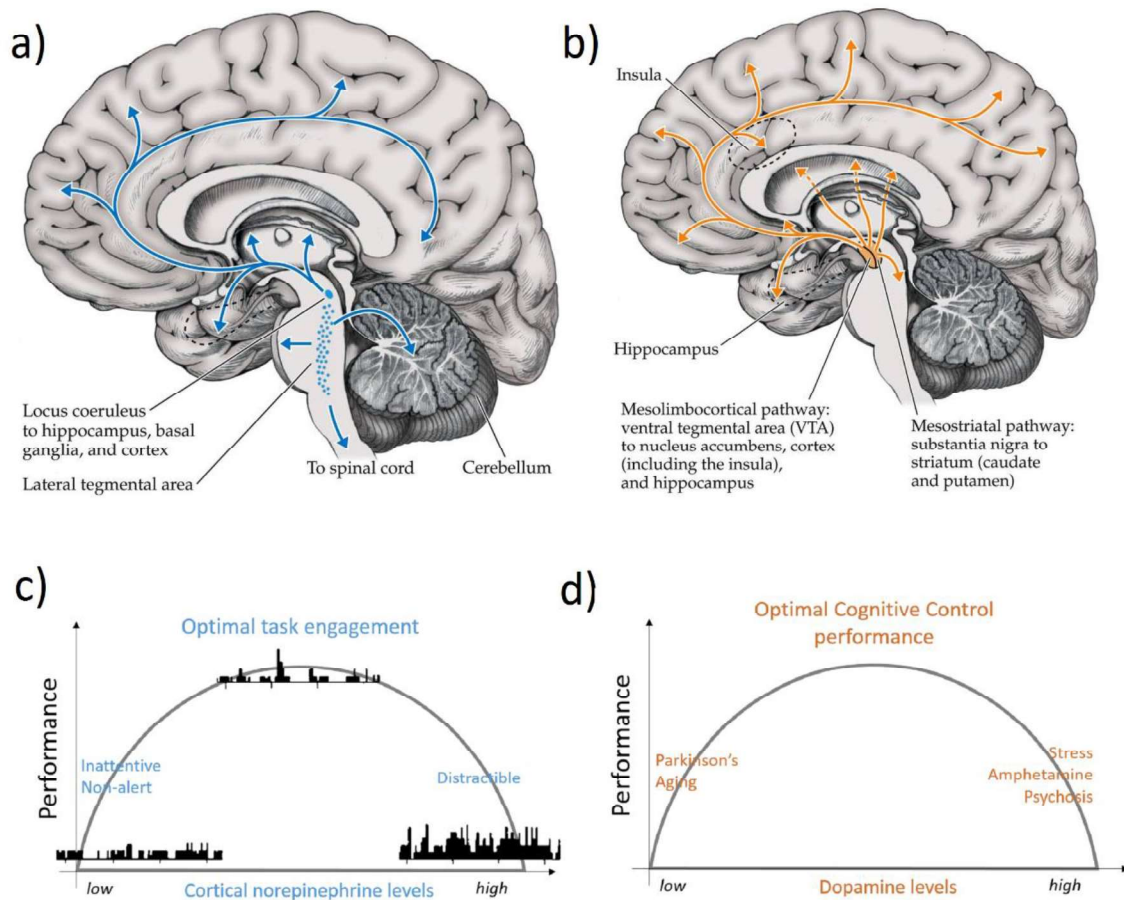 a)
Locus coeruleus
to hippocampus, basal
ganglia, and cortex
Lateral tegmental area
To spinal cord
Cerebellum
b)
Insula
Hippocampus
Mesolimbocortical pathway:
ventral tegmental area (VTA)
to nucleus accumbens, cortex
(including the insula),
and hippocampus
Mesostriatal pathway:
substantia nigra to
striatum (caudate
and putamen)
c)
Optimal task engagement
Performance
Inattentive
Non-alert
Distractible
low
Cortical norepinephrine levels
high
d)
Optimal Cognitive Control
performance
Performance
Parkinson's
Aging
Stress
Amphetamine
Psychosis
low
Dopamine levels
high